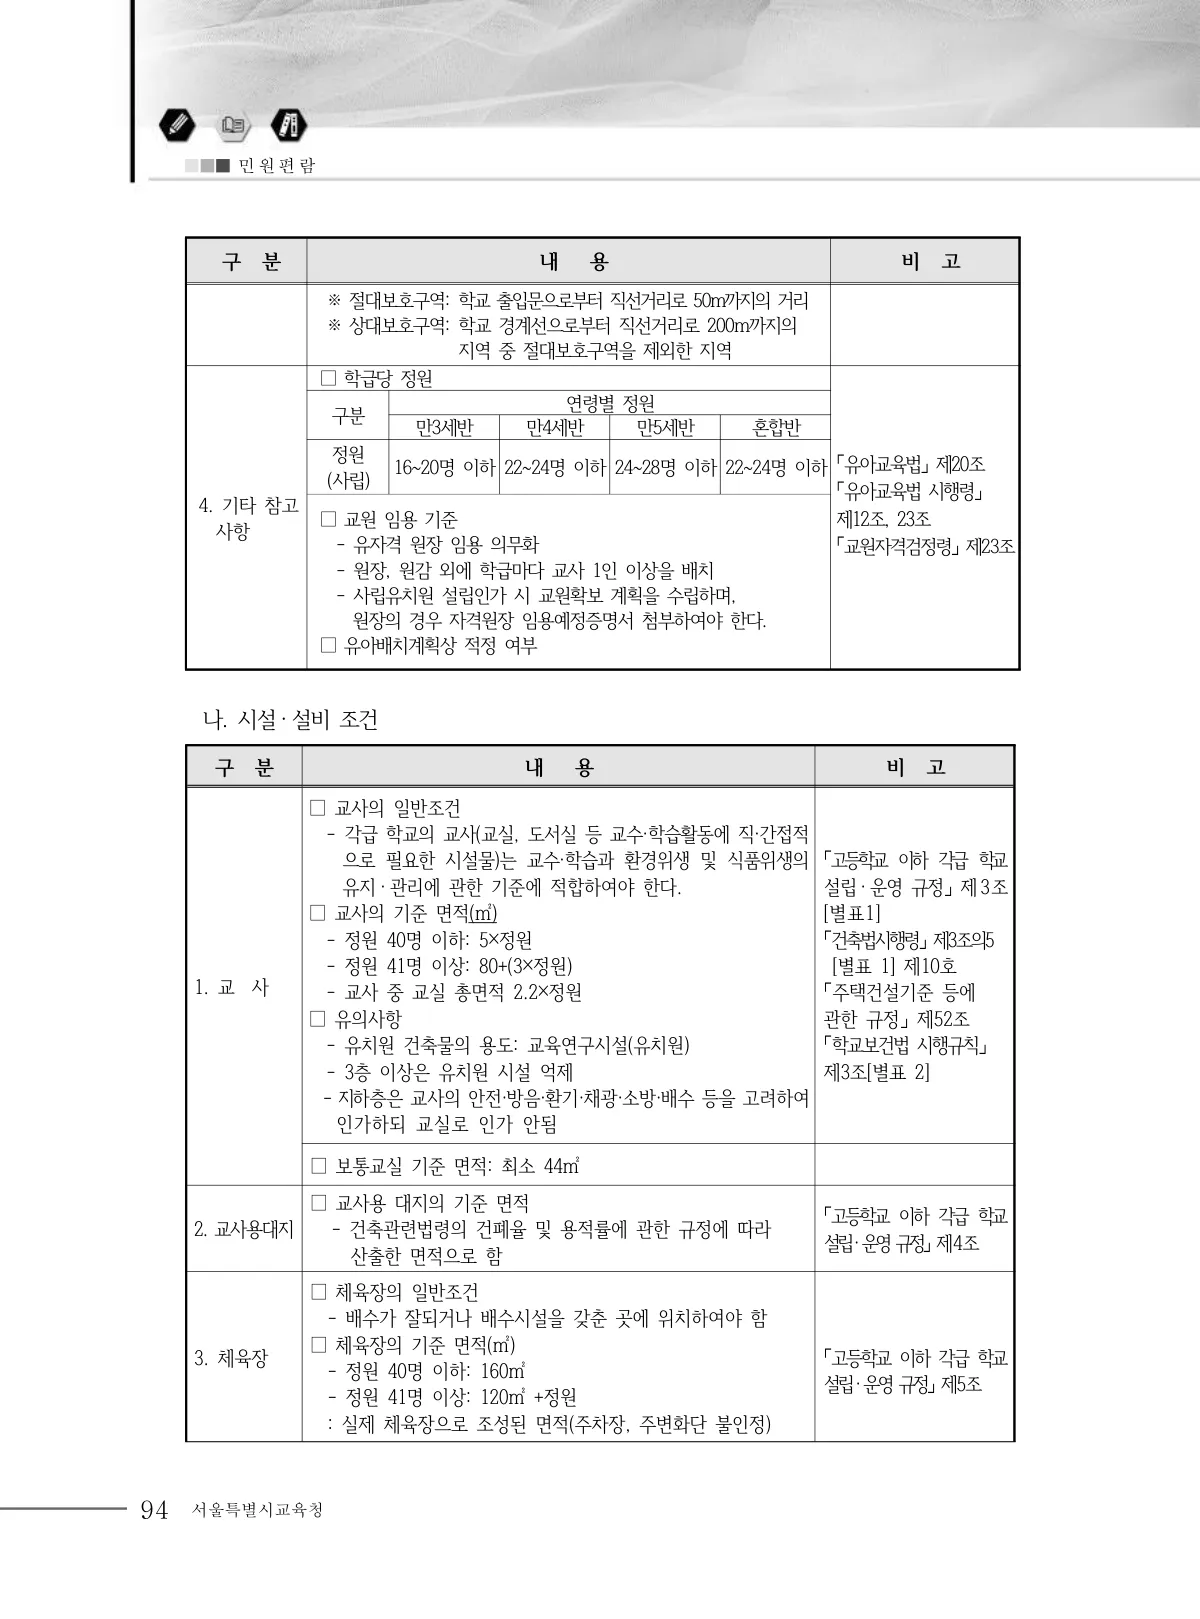 민원편람
구 분 내 용 비 고
※ 절대보호구역: 학교 출입문으로부터 직선거리로 50m까지의 거리
※ 상대보호구역: 학교 경계선으로부터 직선거리로 200m까지의
지역 중 절대보호구역을 제외한 지역
4. 기타 참고
사항
□ 학급당 정원
구분 연령별 정원
만3세반 만4세반 만5세반 혼합반
정원
(사립)
16~20명 이하 22~24명 이하 24~28명 이하 22~24명 이하
□ 교원 임용 기준
- 유자격 원장 임용 의무화
- 원장, 원감 외에 학급마다 교사 1인 이상을 배치
- 사립유치원 설립인가 시 교원확보 계획을 수립하며,
원장의 경우 자격원장 임용예정증명서 첨부하여야 한다.
□ 유아배치계획상 적정 여부
「유아교육법」 제20조
「유아교육법 시행령」
제12조, 23조
「교원자격검정령」 제23조
나. 시설·설비 조건
구 분 내 용 비 고
1. 교 사
□ 교사의 일반조건
- 각급 학교의 교사(교실, 도서실 등 교수·학습활동에 직·간접적
으로 필요한 시설물)는 교수·학습과 환경위생 및 식품위생의
유지·관리에 관한 기준에 적합하여야 한다.
□ 교사의 기준 면적(㎡)
- 정원 40명 이하: 5×정원
- 정원 41명 이상: 80+(3×정원)
- 교사 중 교실 총면적 2.2×정원
□ 유의사항
- 유치원 건축물의 용도: 교육연구시설(유치원)
- 3층 이상은 유치원 시설 억제
- 지하층은 교사의 안전·방음·환기·채광·소방·배수 등을 고려하여
인가하되 교실로 인가 안됨
「고등학교 이하 각급 학교
설립·운영 규정」 제3조
[별표1]
「건축법시행령」 제3조의5
[별표 1] 제10호
「주택건설기준 등에
관한 규정」 제52조
「학교보건법 시행규칙」
제3조[별표 2]
□ 보통교실 기준 면적: 최소 44㎡
2. 교사용대지
□ 교사용 대지의 기준 면적
- 건축관련법령의 건폐율 및 용적률에 관한 규정에 따라
산출한 면적으로 함
「고등학교 이하 각급 학교
설립·운영 규정」 제4조
3. 체육장
□ 체육장의 일반조건
- 배수가 잘되거나 배수시설을 갖춘 곳에 위치하여야 함
□ 체육장의 기준 면적(㎡)
- 정원 40명 이하: 160㎡
- 정원 41명 이상: 120㎡ +정원
: 실제 체육장으로 조성된 면적(주차장, 주변화단 불인정)
「고등학교 이하 각급 학교
설립·운영 규정」 제5조
94 서울특별시교육청